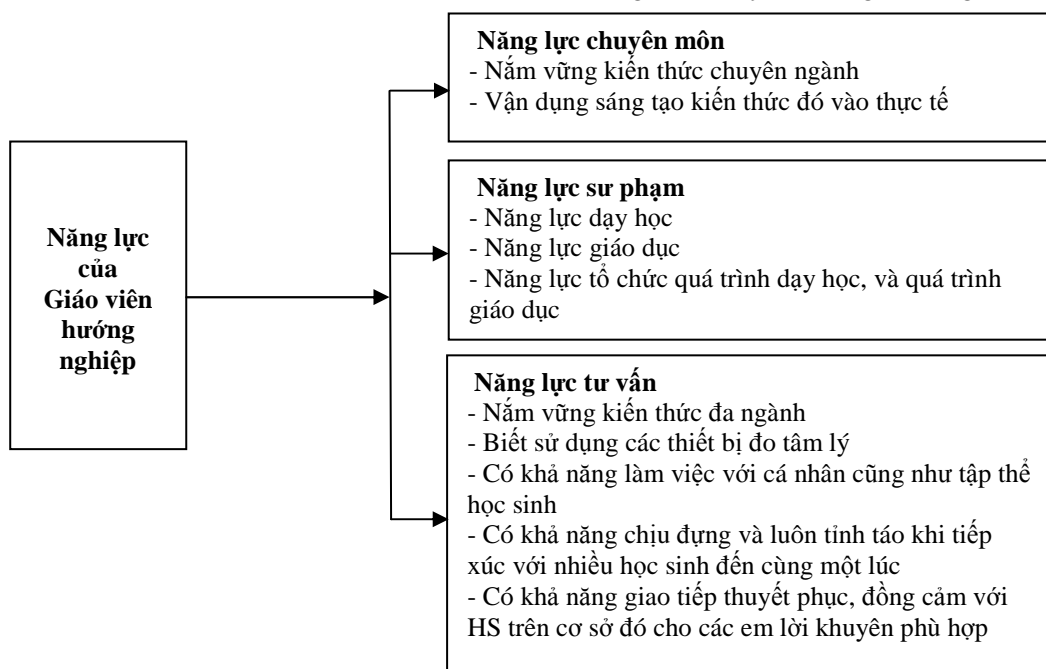 Năng lực
của
Giáo viên
hướng
nghiệp
Năng lực chuyên môn
- Nắm vững kiến thức chuyên ngành
- Vận dụng sáng tạo kiến thức đó vào thực tế
Năng lực sư phạm
- Năng lực dạy học
- Năng lực giáo dục
- Năng lực tổ chức quá trình dạy học, và quá trình
giáo dục
Năng lực tư vấn
- Nắm vững kiến thức đa ngành
- Biết sử dụng các thiết bị đo tâm lý
- Có khả năng làm việc với cá nhân cũng như tập thể
học sinh
- Có khả năng chịu đựng và luôn tỉnh táo khi tiếp
xúc với nhiều học sinh đến cùng một lúc
- Có khả năng giao tiếp thuyết phục, đồng cảm với
HS trên cơ sở đó cho các em lời khuyên phù hợp